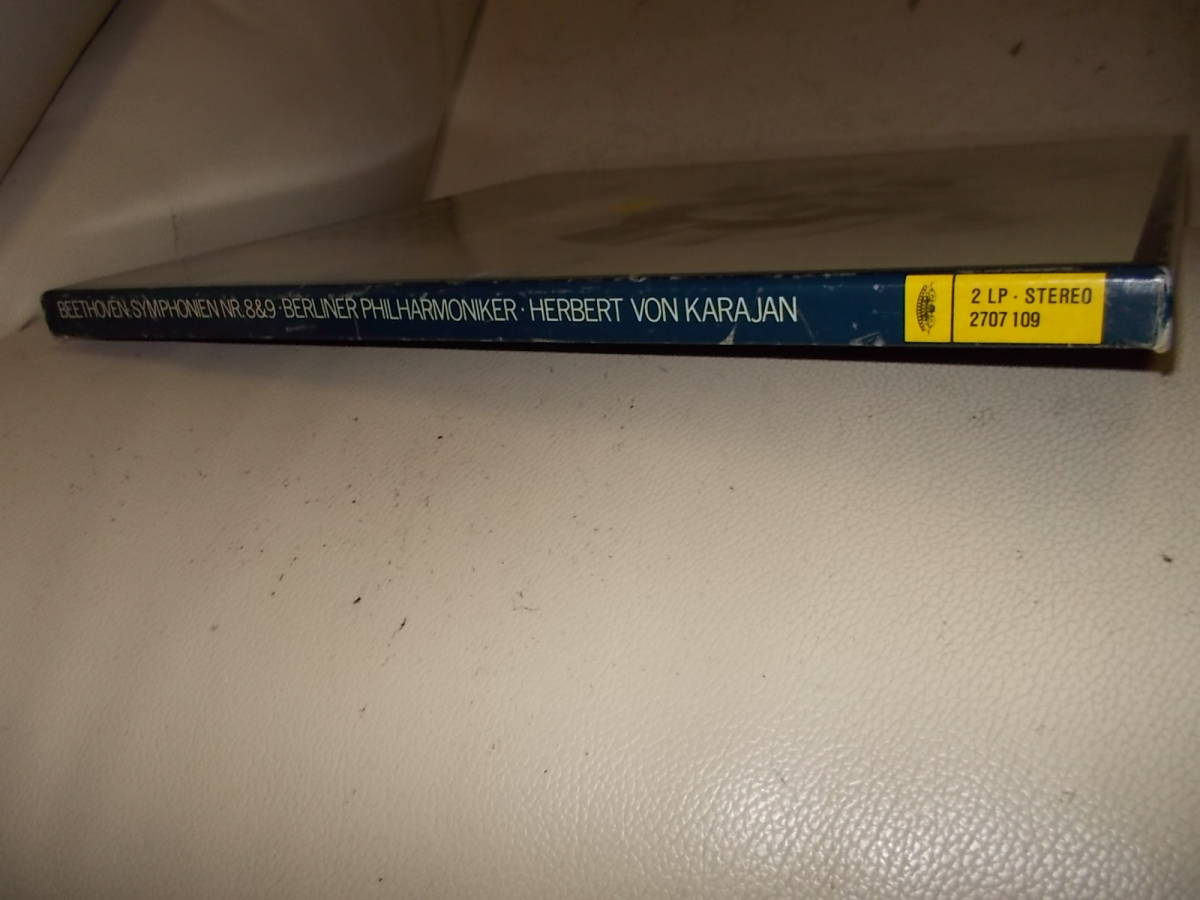 BEETHOVEN·SYMPHONIEN NR. 8&9 · BERLINER PHILHARMONIKER · HERBERT VON KARAJAN
2 LP · STEREO
2707 109